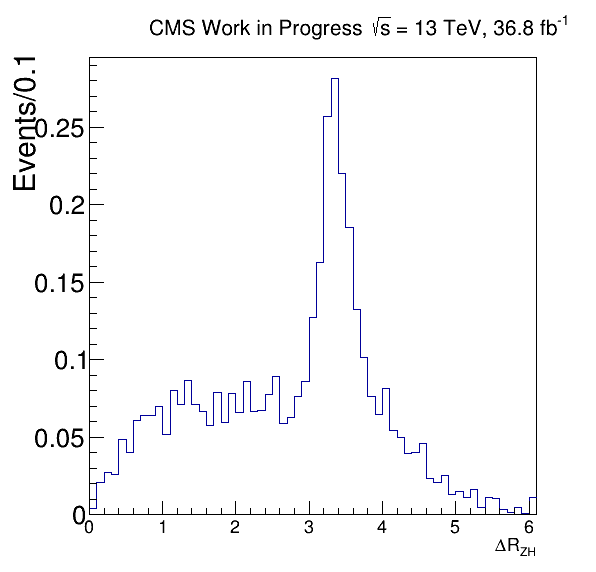 CMS Work in Progress √s = 13 TeV, 36.8 fb⁻¹
Events/0.1
0.25
0.2
0.15
0.1
0.05
0
0 1 2 3 4 5 6
ΔR_ZH